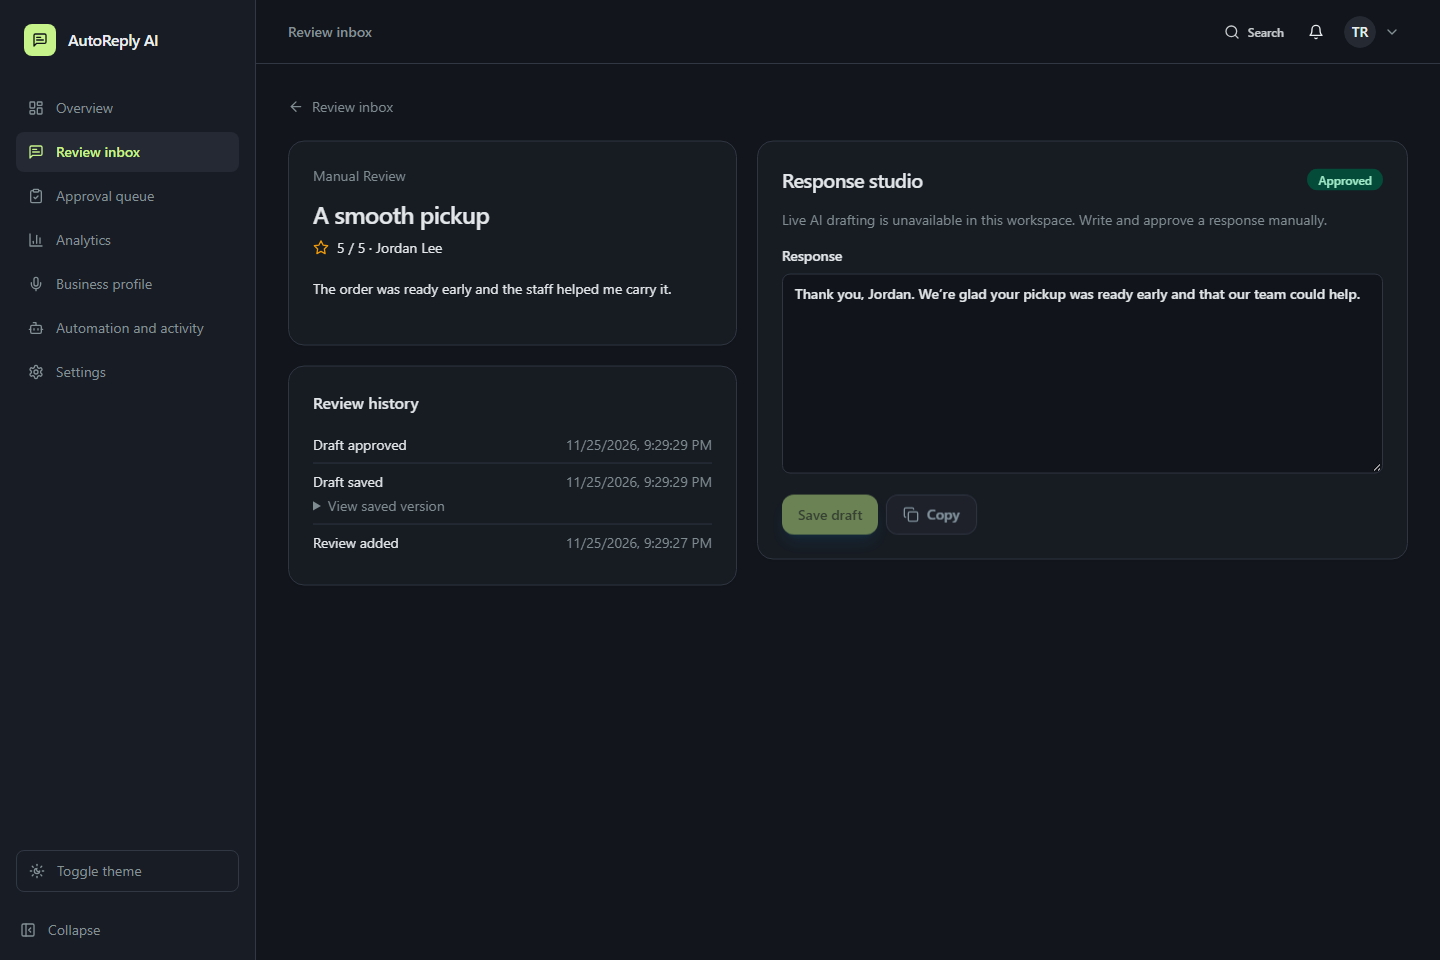 AutoReply AI
Overview
Review inbox
Approval queue
Analytics
Business profile
Automation and activity
Settings
Toggle theme
Collapse
Review inbox
Search
TR
Review inbox
Manual Review
A smooth pickup
5 / 5 · Jordan Lee
The order was ready early and the staff helped me carry it.
Review history
Draft approved 11/25/2026, 9:29:29 PM
Draft saved 11/25/2026, 9:29:29 PM
View saved version
Review added 11/25/2026, 9:29:27 PM
Response studio
Approved
Live AI drafting is unavailable in this workspace. Write and approve a response manually.
Response
Thank you, Jordan. We’re glad your pickup was ready early and that our team could help.
Save draft
Copy